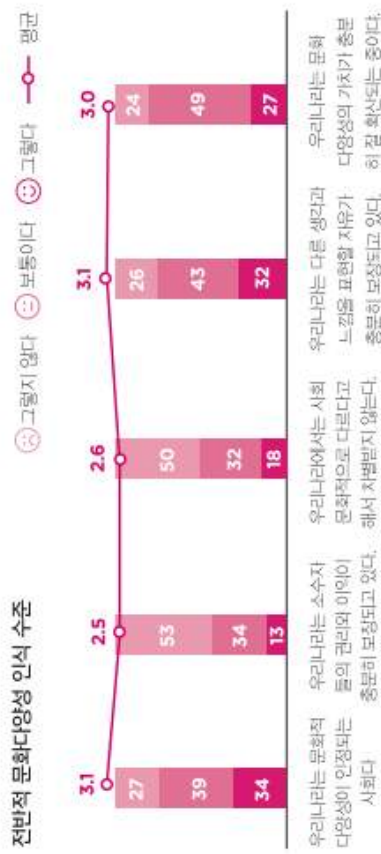 전반적 문화다양성 인식 수준
그렇지 않다 보통이다 그렇다 평균
3.1 2.5 2.6 3.1 3.0
27 53 50 26 24
39 34 32 43 49
34 13 18 32 27
우리나라는 문화적
다양성이 인정되는
사회다
우리나라는 소수자
들의 권리와 이익이
충분히 보장되고 있다.
우리나라에서는 사회
문화적으로 다르다고
해서 차별받지 않는다.
우리나라는 다른 생각과
느낌을 표현할 자유가
충분히 보장되고 있다.
우리나라는 문화
다양성의 가치가 충분
히 잘 확산되는 중이다.